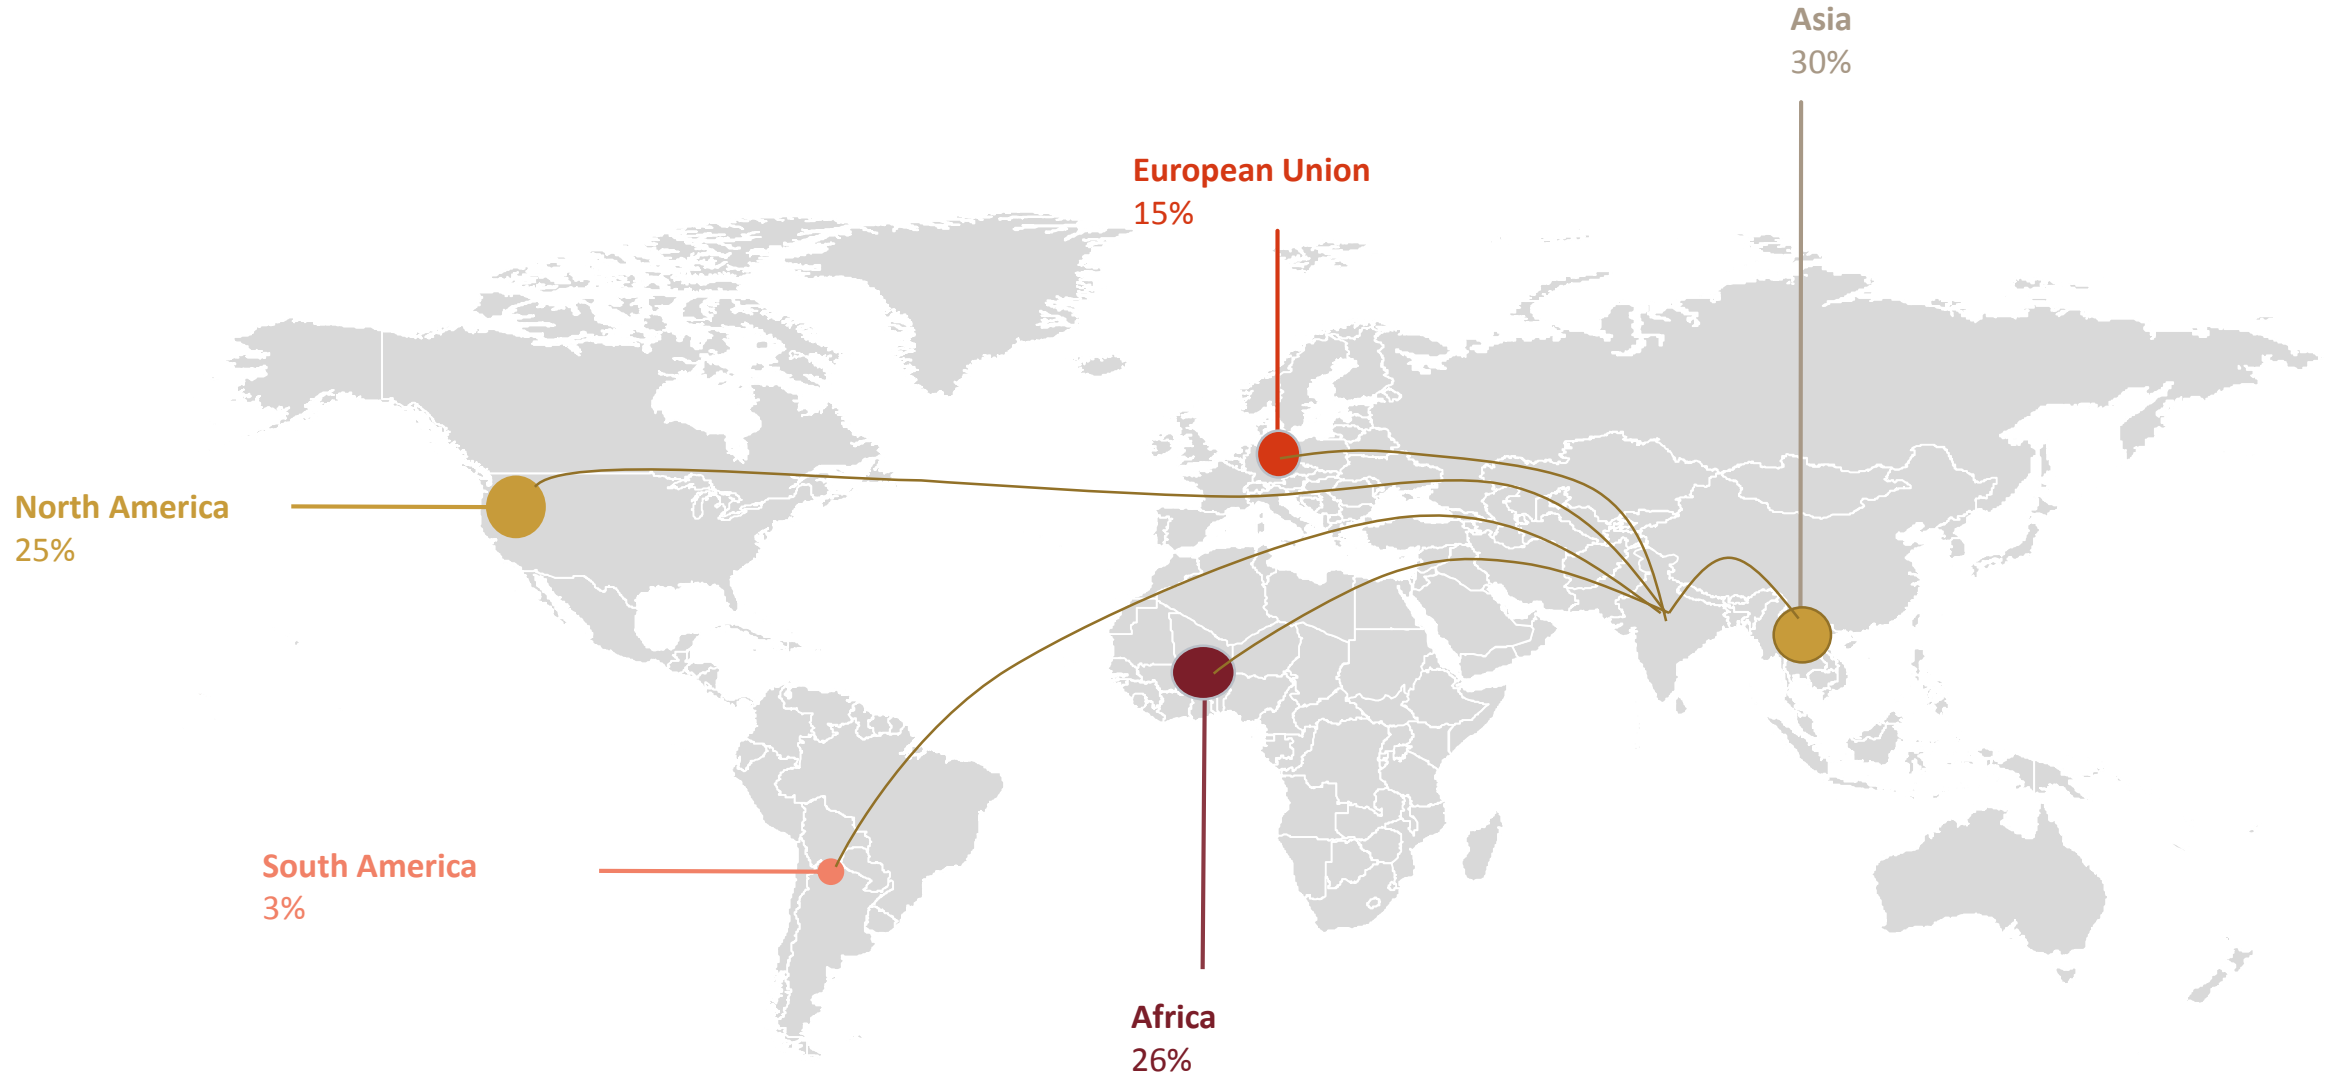 Asia
30%
European Union
15%
North America
25%
South America
3%
Africa
26%